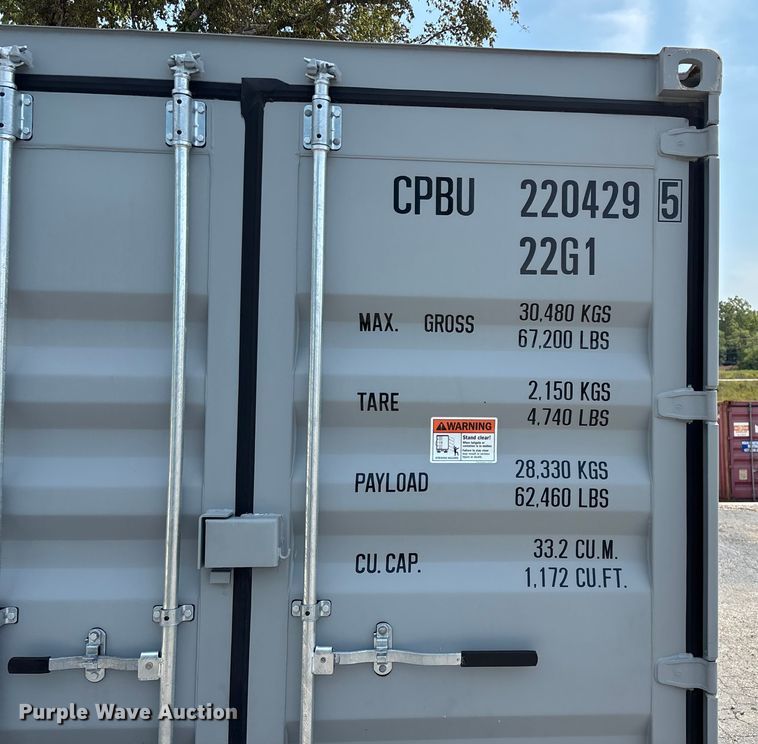 CPBU 220429 5
22G1
MAX. GROSS 30,480 KGS
67,200 LBS
TARE 2,150 KGS
4,740 LBS
WARNING
Stand clear!
PAYLOAD 28,330 KGS
62,460 LBS
CU. CAP. 33.2 CU.M.
1,172 CU.FT.
Purple Wave Auction